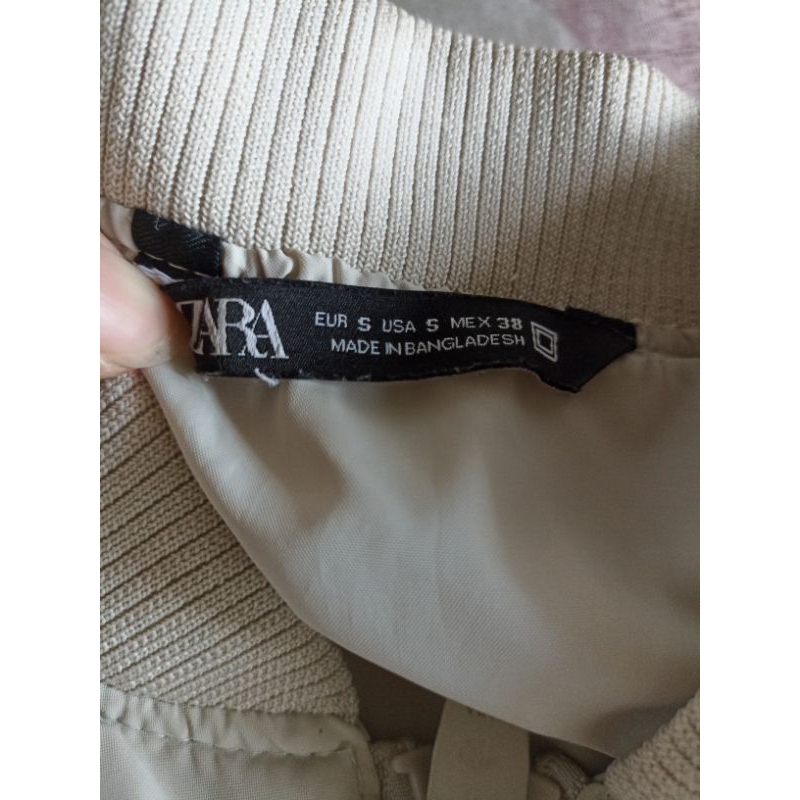 ZARA
EUR S USA S MEX 38
MADE IN BANGLADESH